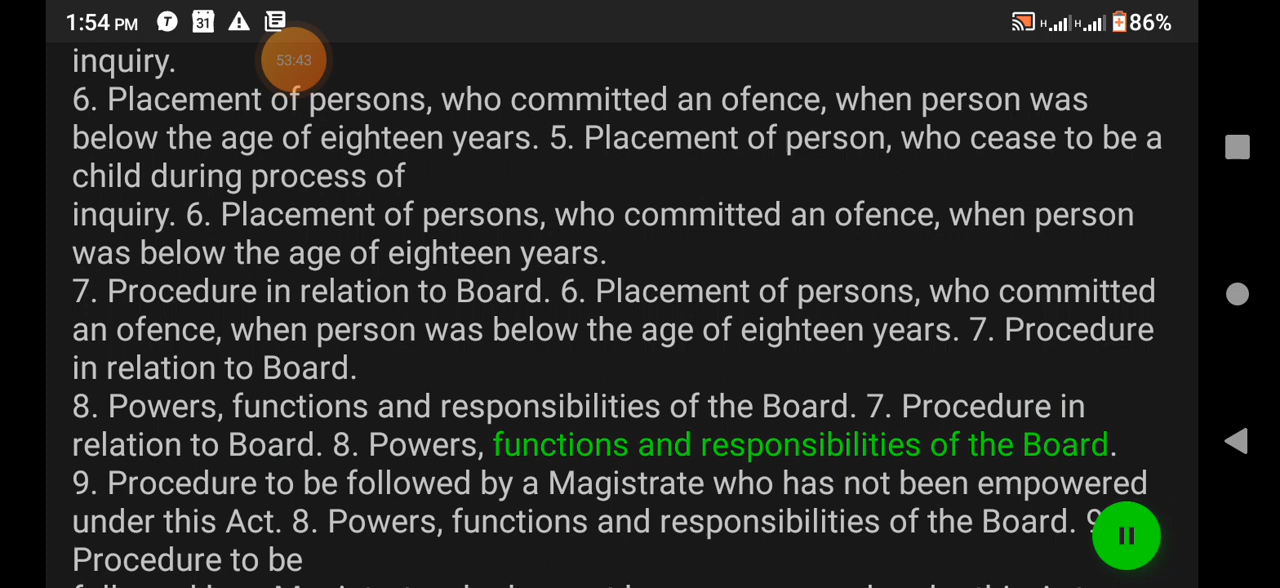 1:54 PM T 31 H H 86%
inquiry.
53:43
6. Placement of persons, who committed an ofence, when person was
below the age of eighteen years. 5. Placement of person, who cease to be a
child during process of
inquiry. 6. Placement of persons, who committed an ofence, when person
was below the age of eighteen years.
7. Procedure in relation to Board. 6. Placement of persons, who committed
an ofence, when person was below the age of eighteen years. 7. Procedure
in relation to Board.
8. Powers, functions and responsibilities of the Board. 7. Procedure in
relation to Board. 8. Powers, functions and responsibilities of the Board.
9. Procedure to be followed by a Magistrate who has not been empowered
under this Act. 8. Powers, functions and responsibilities of the Board. 9
Procedure to be